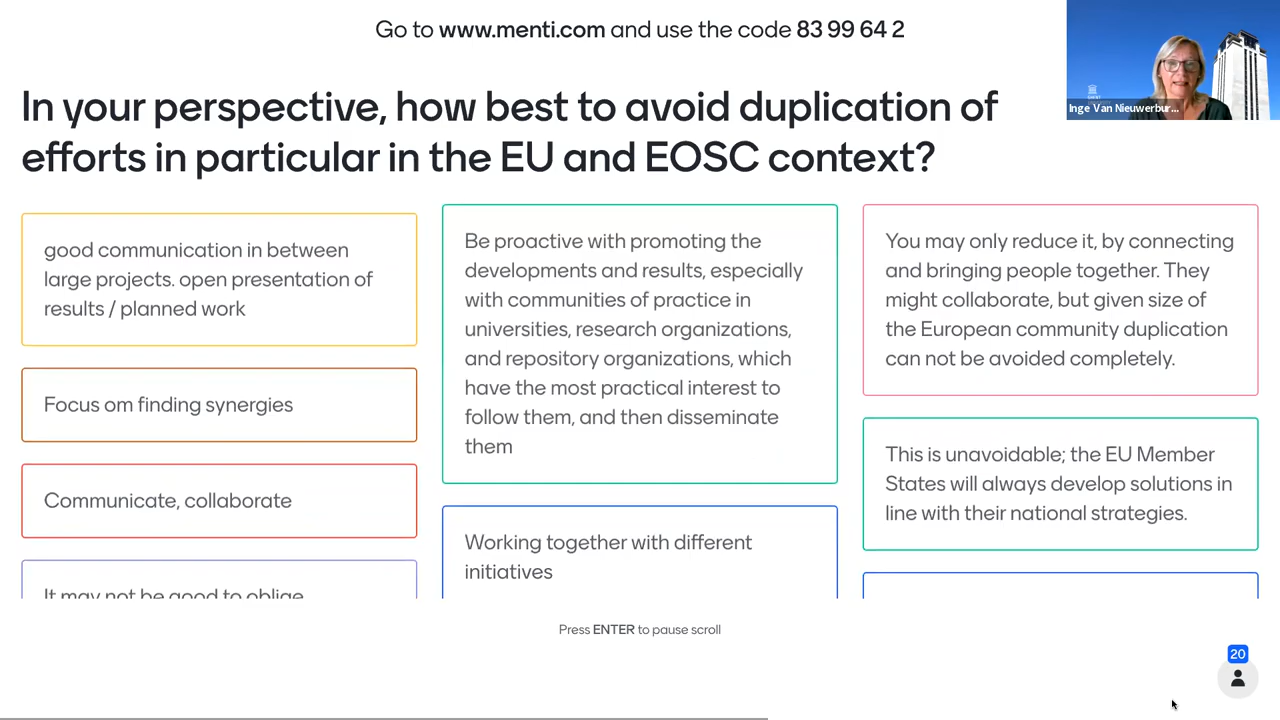 Go to www.menti.com and use the code 83 99 64 2
Inge Van Nieuwerbur...
In your perspective, how best to avoid duplication of
efforts in particular in the EU and EOSC context?
good communication in between
large projects. open presentation of
results / planned work
Focus om finding synergies
Communicate, collaborate
It may not be good to oblige
Be proactive with promoting the
developments and results, especially
with communities of practice in
universities, research organizations,
and repository organizations, which
have the most practical interest to
follow them, and then disseminate
them
Working together with different
initiatives
You may only reduce it, by connecting
and bringing people together. They
might collaborate, but given size of
the European community duplication
can not be avoided completely.
This is unavoidable; the EU Member
States will always develop solutions in
line with their national strategies.
Press ENTER to pause scroll
20